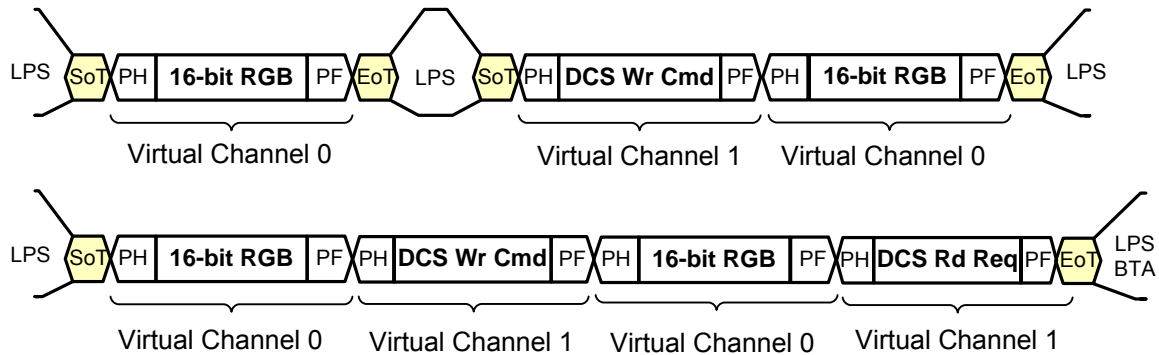 LPS SoT PH 16-bit RGB PF EoT LPS SoT PH DCS Wr Cmd PF PH 16-bit RGB PF EoT LPS
Virtual Channel 0 Virtual Channel 1 Virtual Channel 0
LPS SoT PH 16-bit RGB PF PH DCS Wr Cmd PF PH 16-bit RGB PF PH DCS Rd Req PF EoT LPS
BTA
Virtual Channel 0 Virtual Channel 1 Virtual Channel 0 Virtual Channel 1